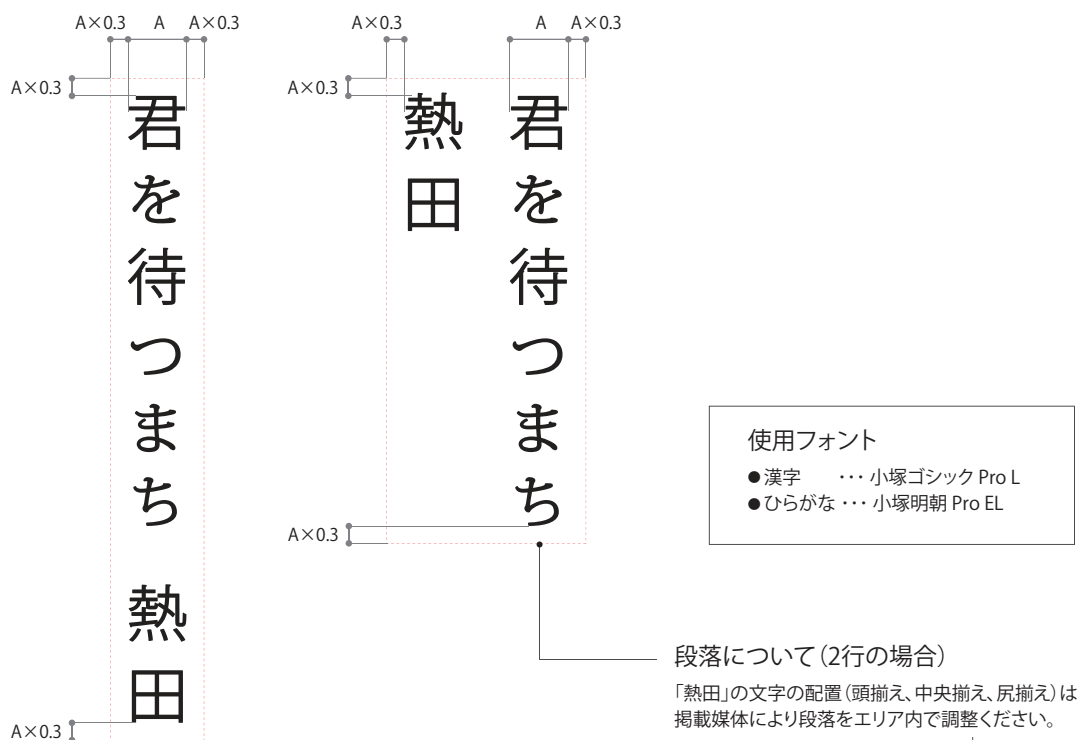 A×0.3 A A×0.3
A×0.3
君を待つまち 熱田
A×0.3
A×0.3 A A×0.3
A×0.3
君を待つまち
熱田
A×0.3
使用フォント
●漢字 ･･･ 小塚ゴシック Pro L
●ひらがな ･･･ 小塚明朝 Pro EL
段落について（2行の場合）
「熱田」の文字の配置（頭揃え、中央揃え、尻揃え）は
掲載媒体により段落をエリア内で調整ください。